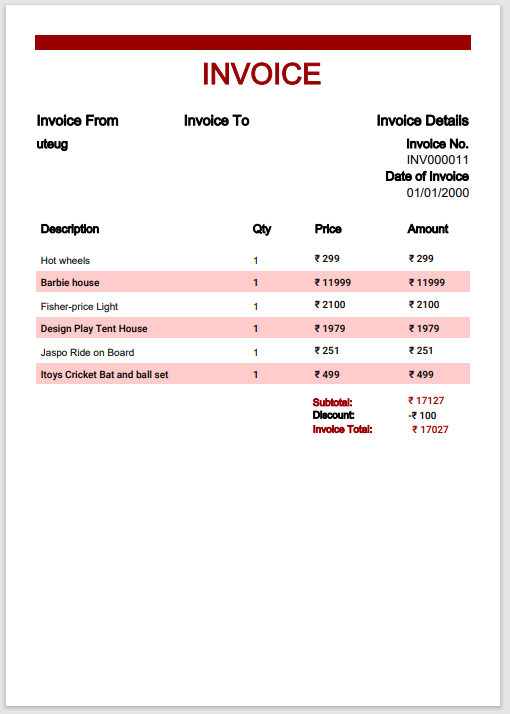 INVOICE
Invoice From Invoice To Invoice Details
uteug Invoice No.
INV000011
Date of Invoice
01/01/2000
Description Qty Price Amount
Hot wheels 1 ₹ 299 ₹ 299
Barbie house 1 ₹ 11999 ₹ 11999
Fisher-price Light 1 ₹ 2100 ₹ 2100
Design Play Tent House 1 ₹ 1979 ₹ 1979
Jaspo Ride on Board 1 ₹ 251 ₹ 251
Itoys Cricket Bat and ball set 1 ₹ 499 ₹ 499
Subtotal: ₹ 17127
Discount: -₹ 100
Invoice Total: ₹ 17027